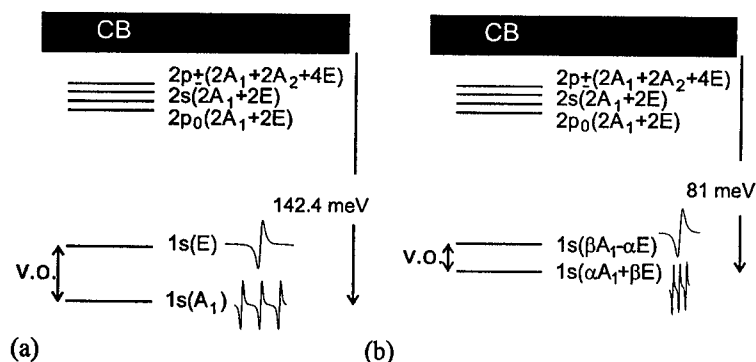 CB
2p±(2A₁+2A₂+4E)
2s(2A₁+2E)
2p₀(2A₁+2E)
142.4 meV
1s(E)
v.o.
1s(A₁)
(a)
CB
2p±(2A₁+2A₂+4E)
2s(2A₁+2E)
2p₀(2A₁+2E)
81 meV
1s(βA₁-αE)
v.o.
1s(αA₁+βE)
(b)